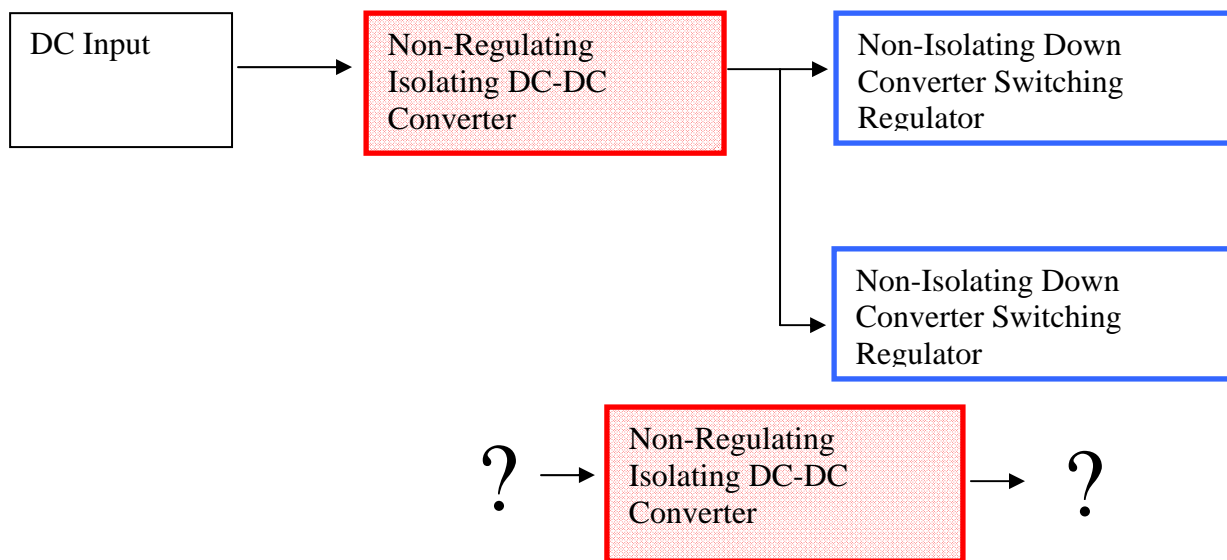 DC Input
Non-Regulating
Isolating DC-DC
Converter
Non-Isolating Down
Converter Switching
Regulator
Non-Isolating Down
Converter Switching
Regulator
?
Non-Regulating
Isolating DC-DC
Converter
?